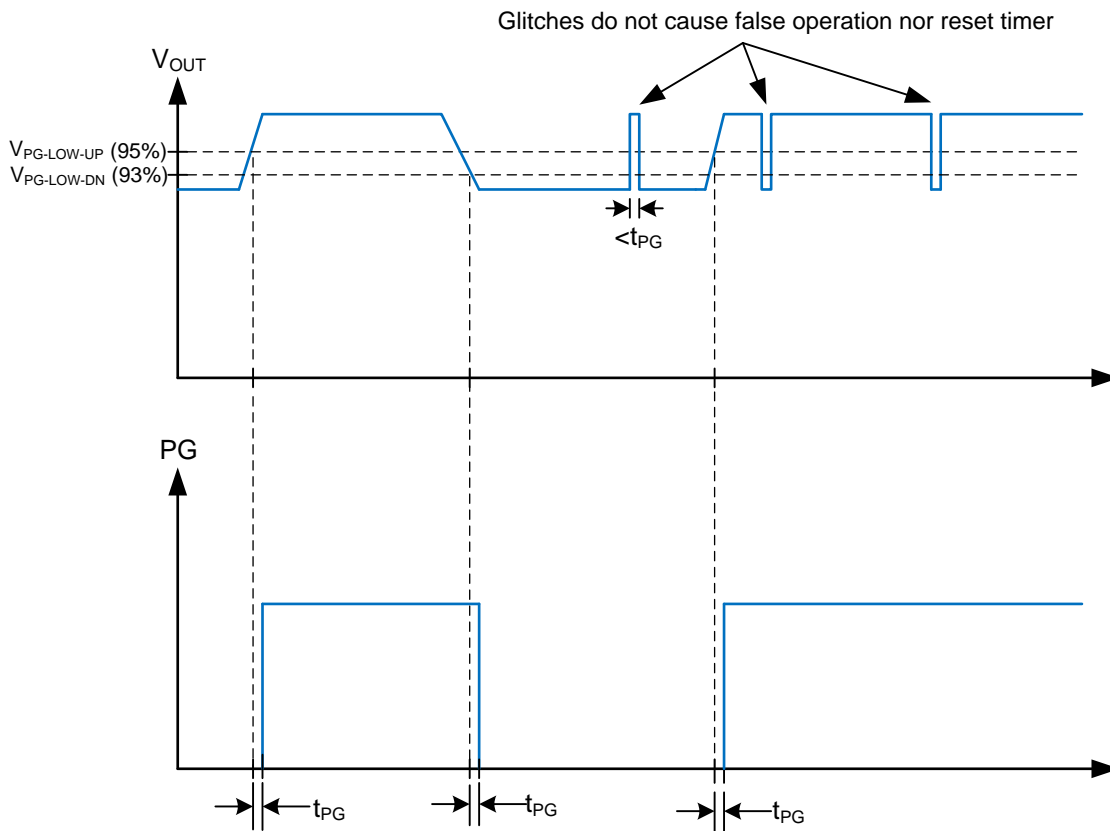 Glitches do not cause false operation nor reset timer
VOUT
VPG-LOW-UP (95%)
VPG-LOW-DN (93%)
<tPG
PG
tPG
tPG
tPG